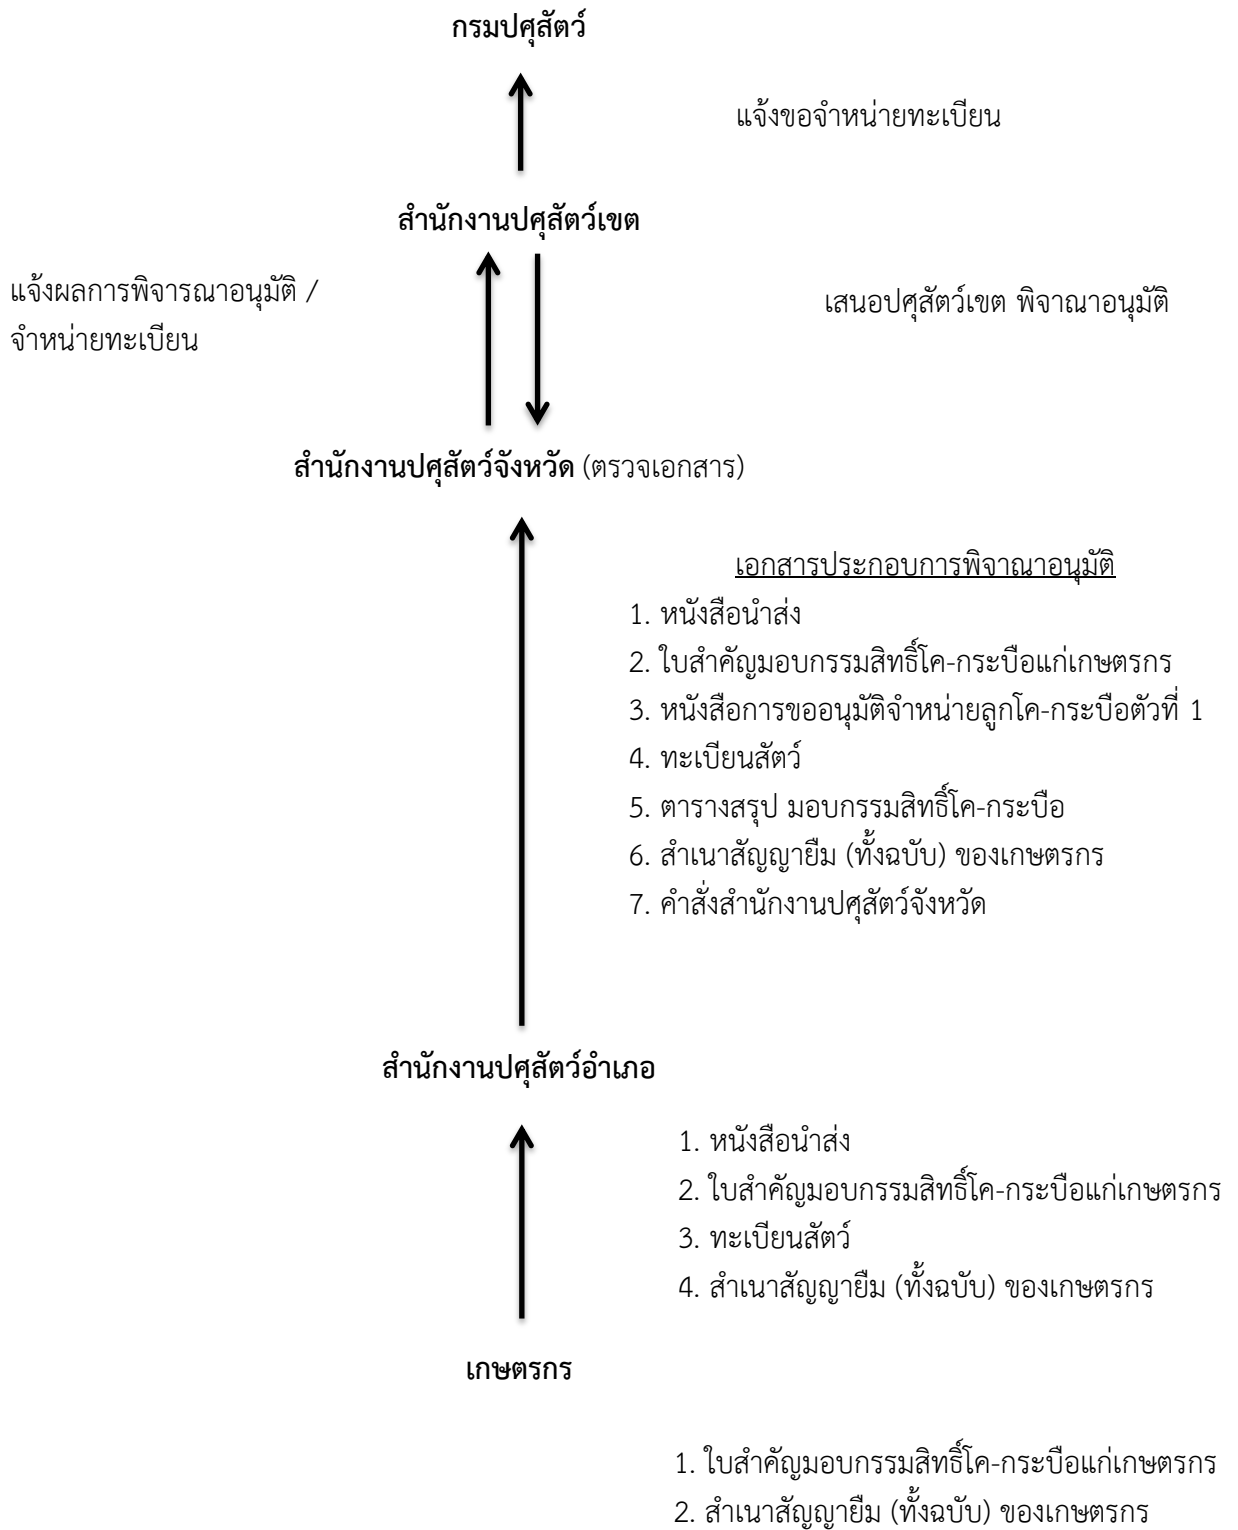 กรมปศุสัตว์
แจ้งขอจำหน่ายทะเบียน
สำนักงานปศุสัตว์เขต
แจ้งผลการพิจารณาอนุมัติ /
จำหน่ายทะเบียน
เสนอปศุสัตว์เขต พิจาณาอนุมัติ
สำนักงานปศุสัตว์จังหวัด (ตรวจเอกสาร)
เอกสารประกอบการพิจาณาอนุมัติ
1. หนังสือนำส่ง
2. ใบสำคัญมอบกรรมสิทธิ์โค-กระบือแก่เกษตรกร
3. หนังสือการขออนุมัติจำหน่ายลูกโค-กระบือตัวที่ 1
4. ทะเบียนสัตว์
5. ตารางสรุป มอบกรรมสิทธิ์โค-กระบือ
6. สำเนาสัญญายืม (ทั้งฉบับ) ของเกษตรกร
7. คำสั่งสำนักงานปศุสัตว์จังหวัด
สำนักงานปศุสัตว์อำเภอ
1. หนังสือนำส่ง
2. ใบสำคัญมอบกรรมสิทธิ์โค-กระบือแก่เกษตรกร
3. ทะเบียนสัตว์
4. สำเนาสัญญายืม (ทั้งฉบับ) ของเกษตรกร
เกษตรกร
1. ใบสำคัญมอบกรรมสิทธิ์โค-กระบือแก่เกษตรกร
2. สำเนาสัญญายืม (ทั้งฉบับ) ของเกษตรกร